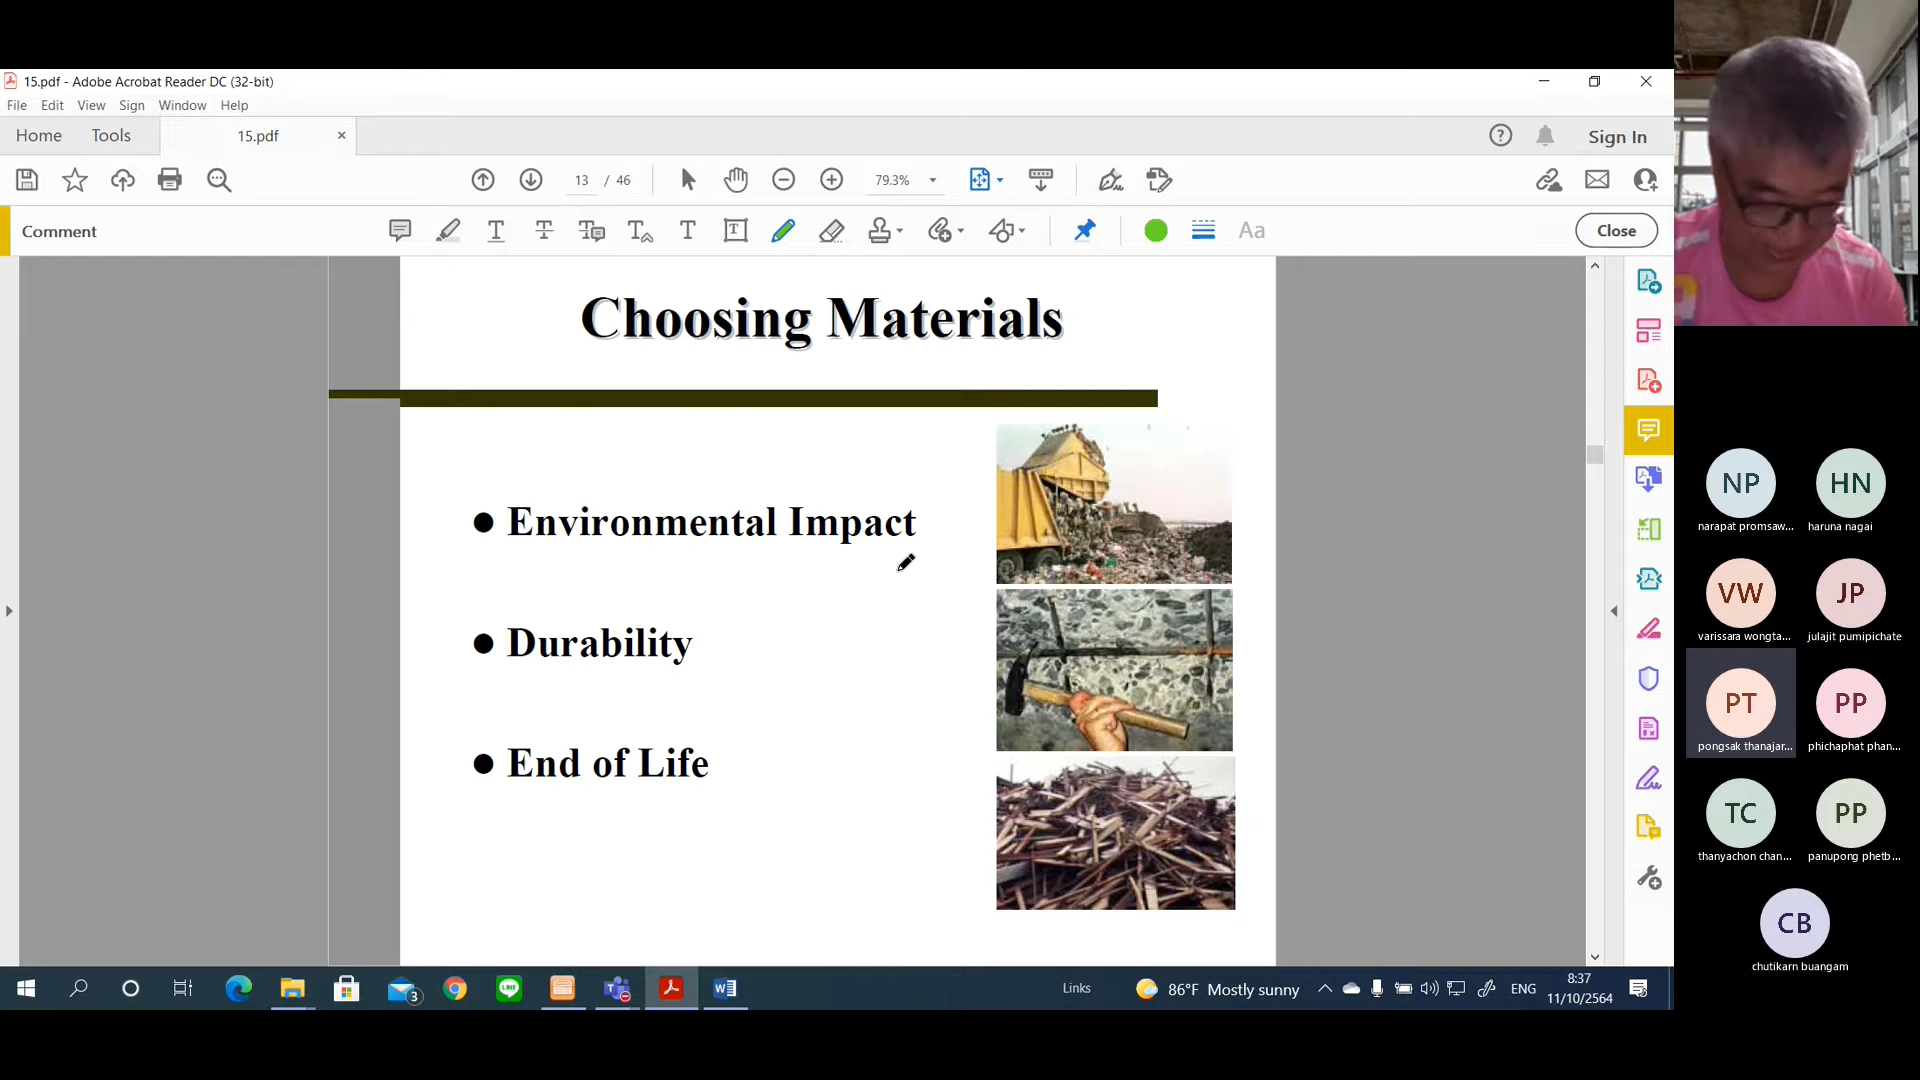 15.pdf - Adobe Acrobat Reader DC (32-bit)
File Edit View Sign Window Help
Home Tools 15.pdf Sign In
13 / 46 79.3%
Comment Aa Close
Choosing Materials
● Environmental Impact
● Durability
● End of Life
NP HN
narapat promsaw... haruna nagai
VW JP
varissara wongta... julajit pumipichate
PT PP
pongsak thanajar... phichaphat phan...
TC PP
thanyachon chan... panupong phetb...
CB
chutikarn buangam
3 LINE Links 86°F Mostly sunny ENG 8:37
11/10/2564